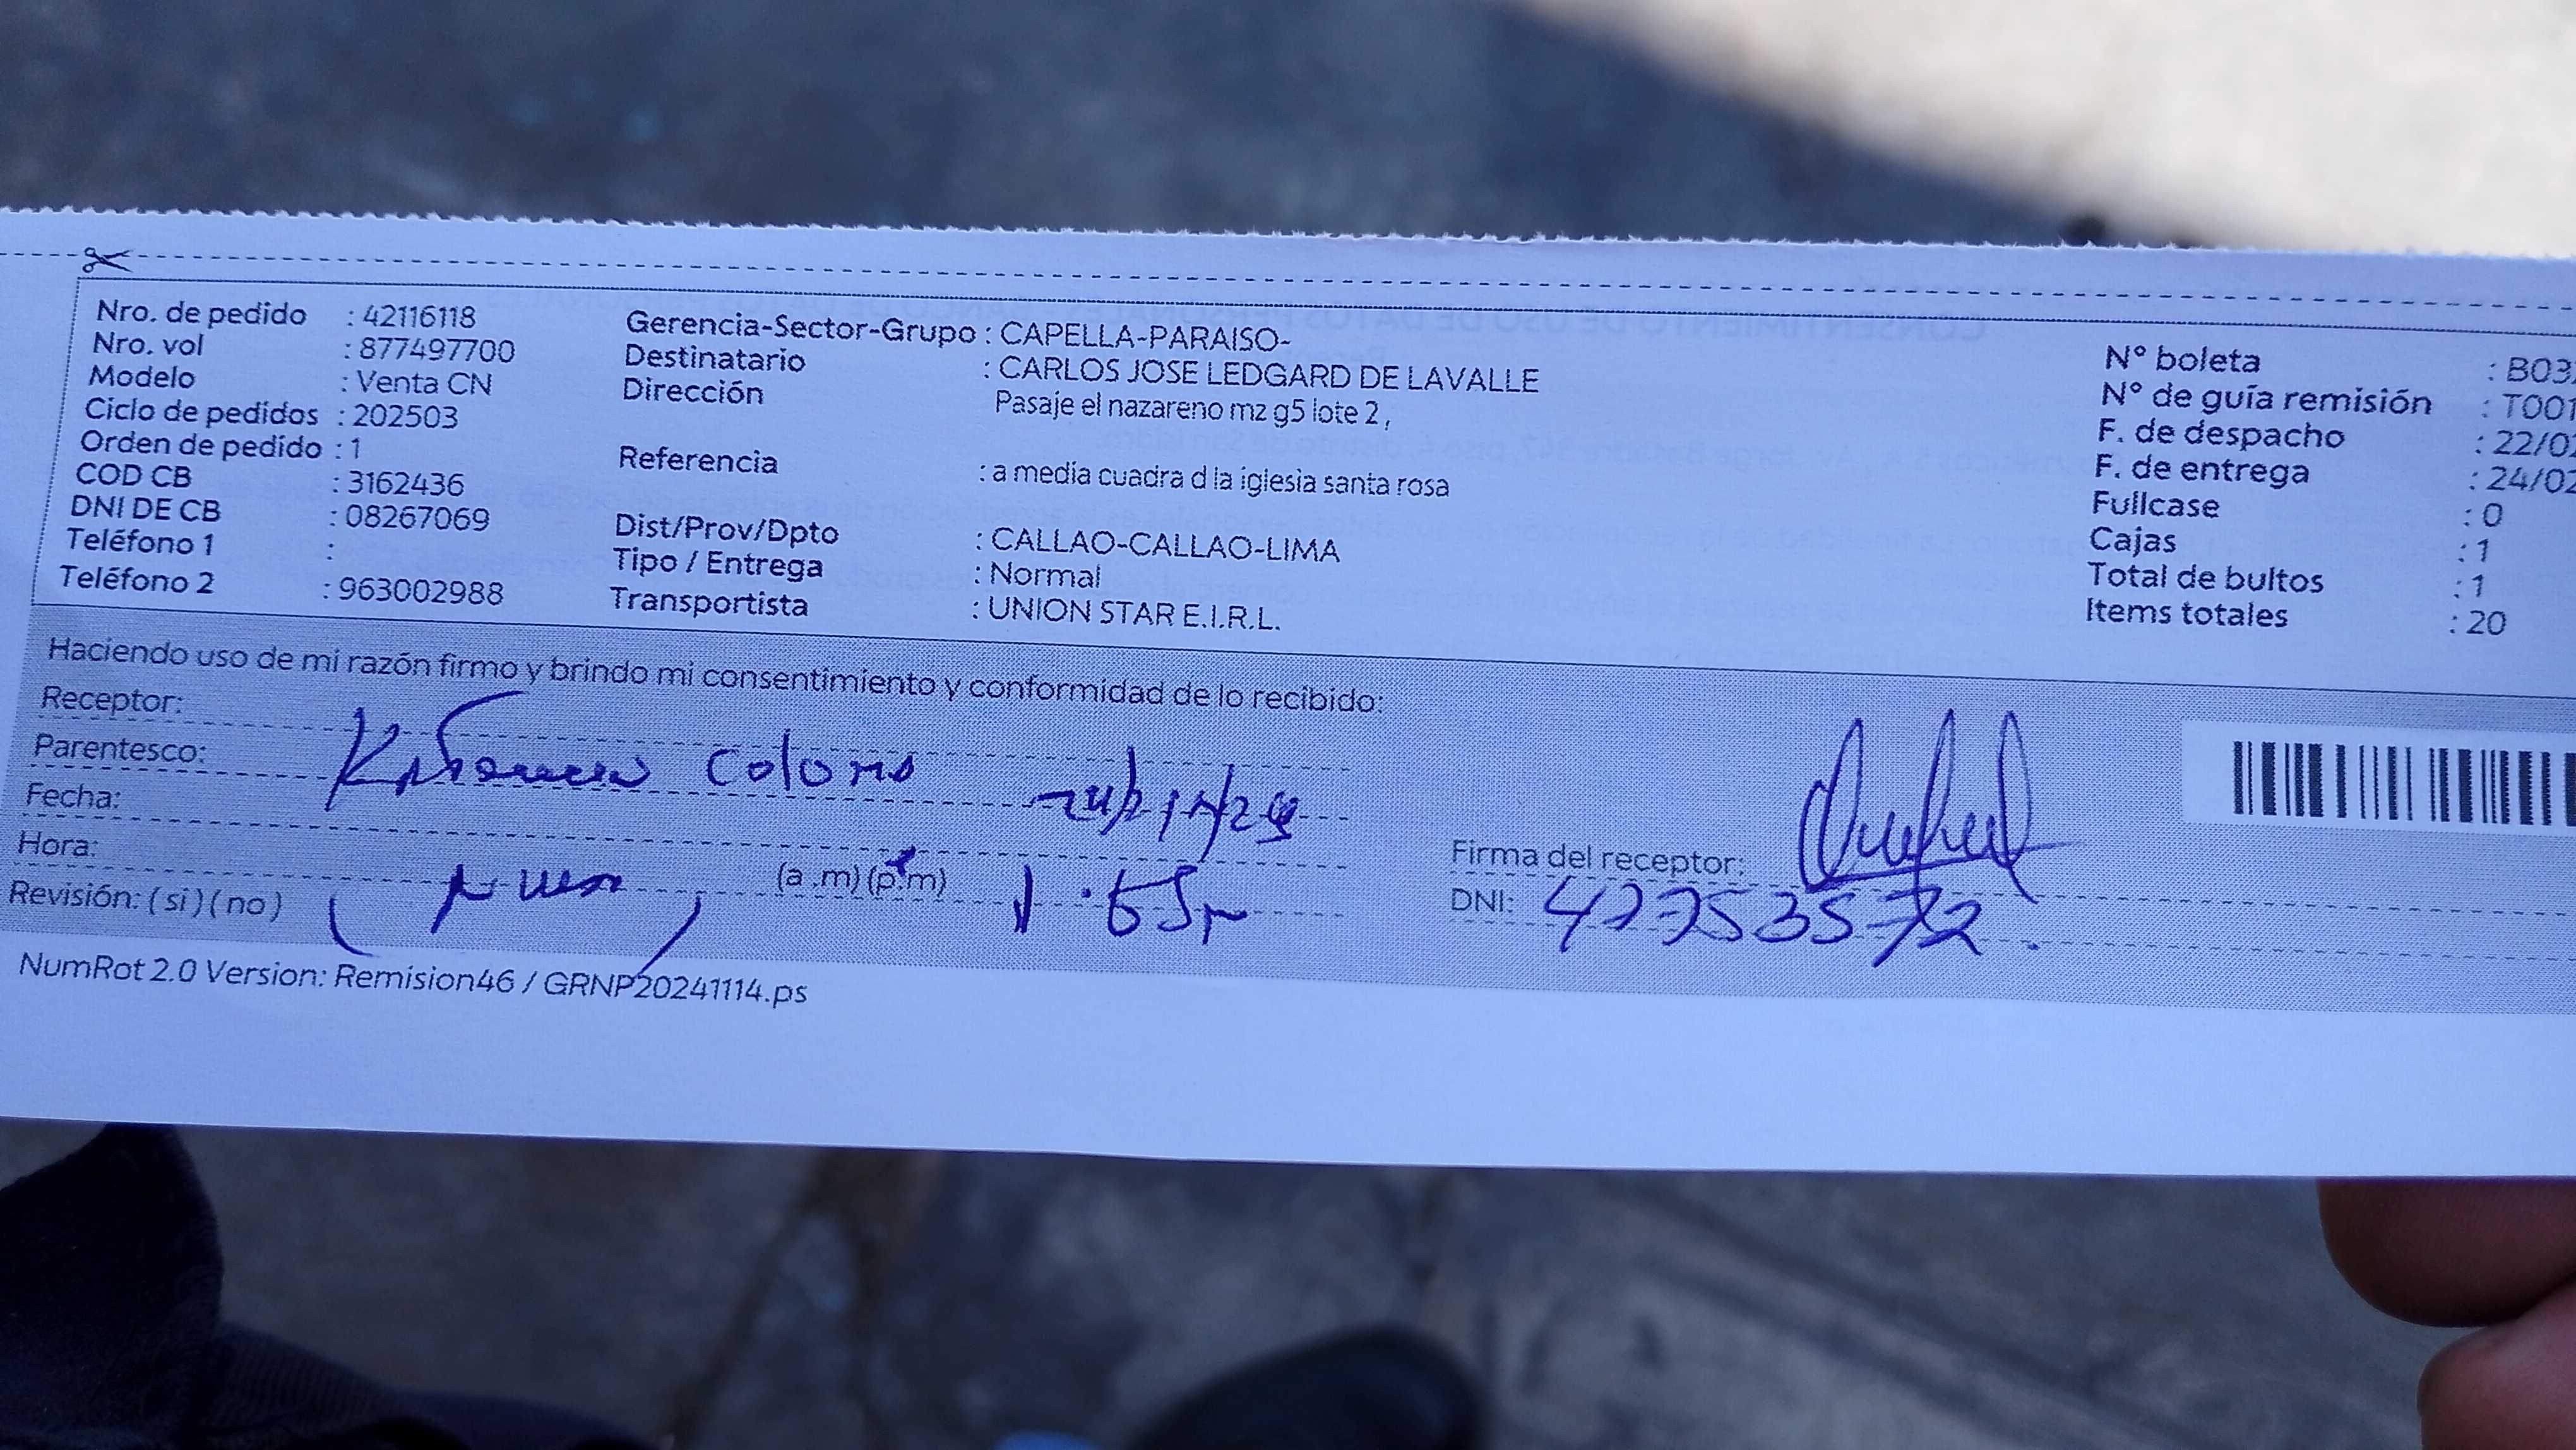 Nro. de pedido : 42116118
Nro. vol : 877497700
Modelo : Venta CN
Ciclo de pedidos : 202503
Orden de pedido : 1
COD CB : 3162436
DNI DE CB : 08267069
Teléfono 1 :
Teléfono 2 : 963002988
Gerencia-Sector-Grupo : CAPELLA-PARAISO-
Destinatario : CARLOS JOSE LEDGARD DE LAVALLE
Dirección Pasaje el nazareno mz g5 lote 2 ,
Referencia : a media cuadra d la iglesia santa rosa
Dist/Prov/Dpto : CALLAO-CALLAO-LIMA
Tipo / Entrega : Normal
Transportista : UNION STAR E.I.R.L.
N° boleta : B03
N° de guía remisión : T001
F. de despacho : 22/02
F. de entrega : 24/02
Fullcase : 0
Cajas : 1
Total de bultos : 1
Items totales : 20
Haciendo uso de mi razón firmo y brindo mi consentimiento y conformidad de lo recibido:
Receptor:
Parentesco:
Fecha:
Hora: (a .m) (p.m)
Revisión: ( si ) ( no )
Firma del receptor:
DNI:
NumRot 2.0 Version: Remision46 / GRNP20241114.ps